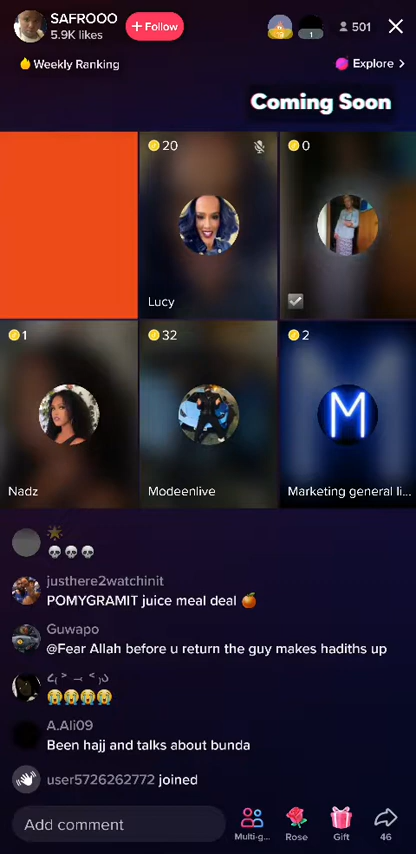 SAFROOO
5.9K likes
+ Follow
1
501
Weekly Ranking
Explore >
Coming Soon
20
0
Lucy
1
32
2
M
Nadz
Modeenlive
Marketing general li...
🌟
💀💀💀
justhere2watchinit
POMYGRAMIT juice meal deal 🍊
Guwapo
@Fear Allah before u return the guy makes hadiths up
😭😭😭😭
A.Ali09
Been hajj and talks about bunda
user5726262772 joined
Add comment
Multi-g...
Rose
Gift
46